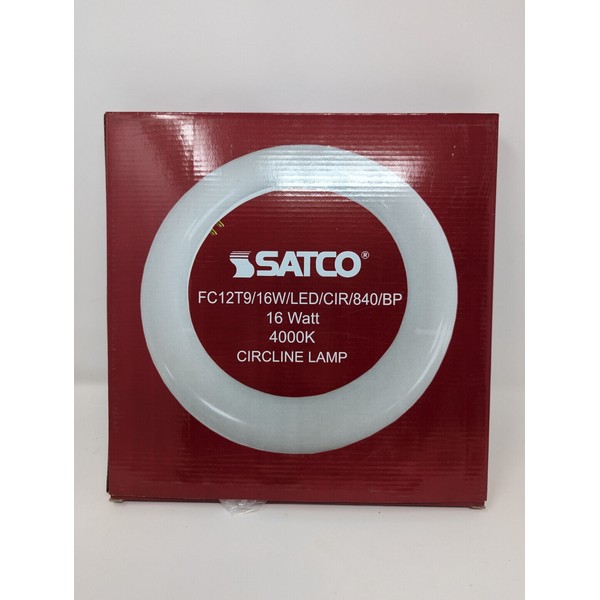 SATCO®
FC12T9/16W/LED/CIR/840/BP
16 Watt
4000K
CIRCLINE LAMP